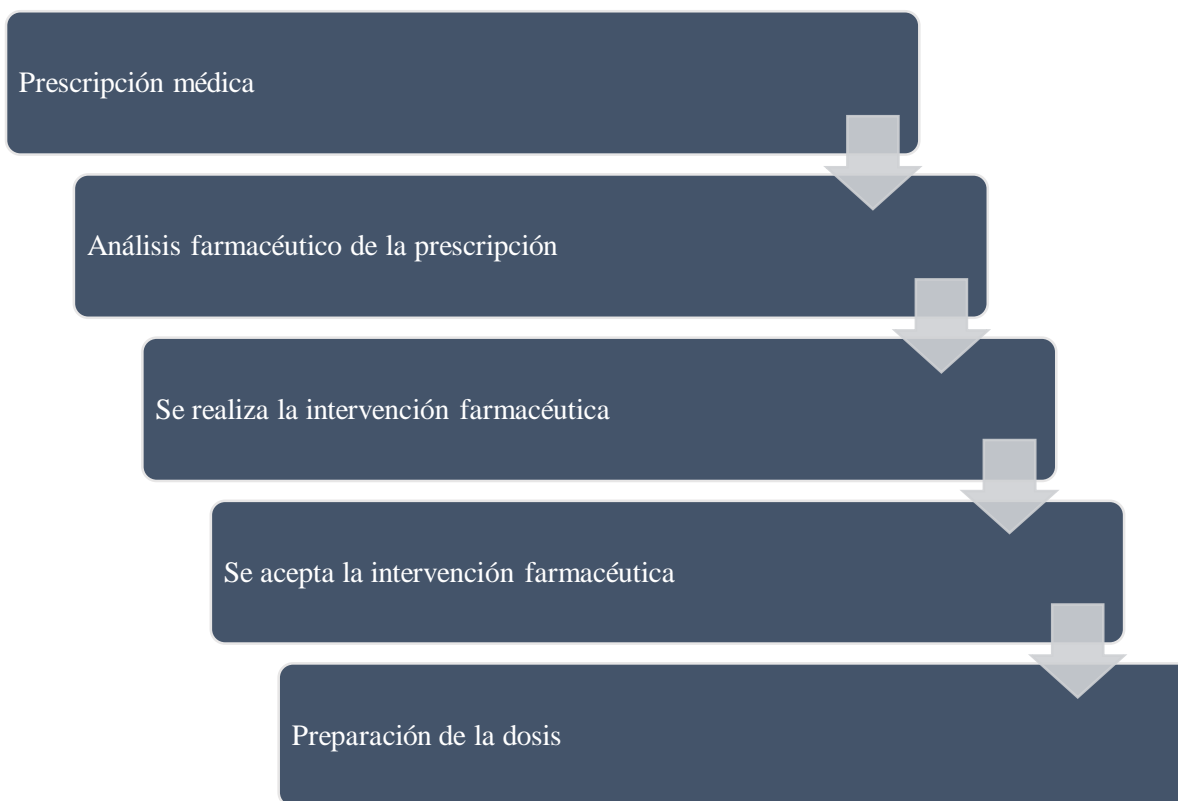 Prescripción médica
Análisis farmacéutico de la prescripción
Se realiza la intervención farmacéutica
Se acepta la intervención farmacéutica
Preparación de la dosis